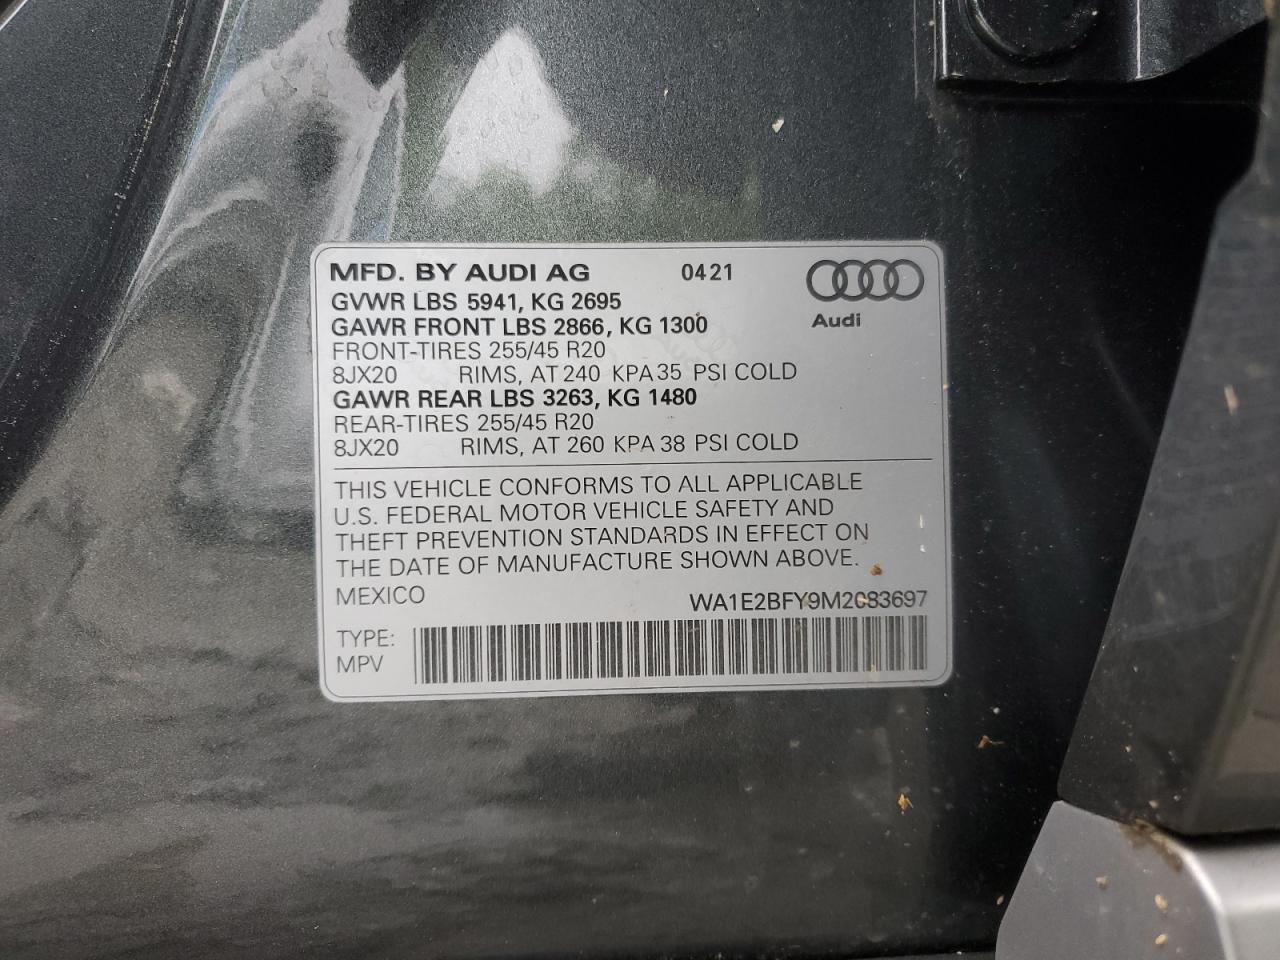 MFD. BY AUDI AG 0421
GVWR LBS 5941, KG 2695
GAWR FRONT LBS 2866, KG 1300
Audi
FRONT-TIRES 255/45 R20
8JX20 RIMS, AT 240 KPA 35 PSI COLD
GAWR REAR LBS 3263, KG 1480
REAR-TIRES 255/45 R20
8JX20 RIMS, AT 260 KPA 38 PSI COLD
THIS VEHICLE CONFORMS TO ALL APPLICABLE
U.S. FEDERAL MOTOR VEHICLE SAFETY AND
THEFT PREVENTION STANDARDS IN EFFECT ON
THE DATE OF MANUFACTURE SHOWN ABOVE.
MEXICO WA1E2BFY9M2083697
TYPE:
MPV